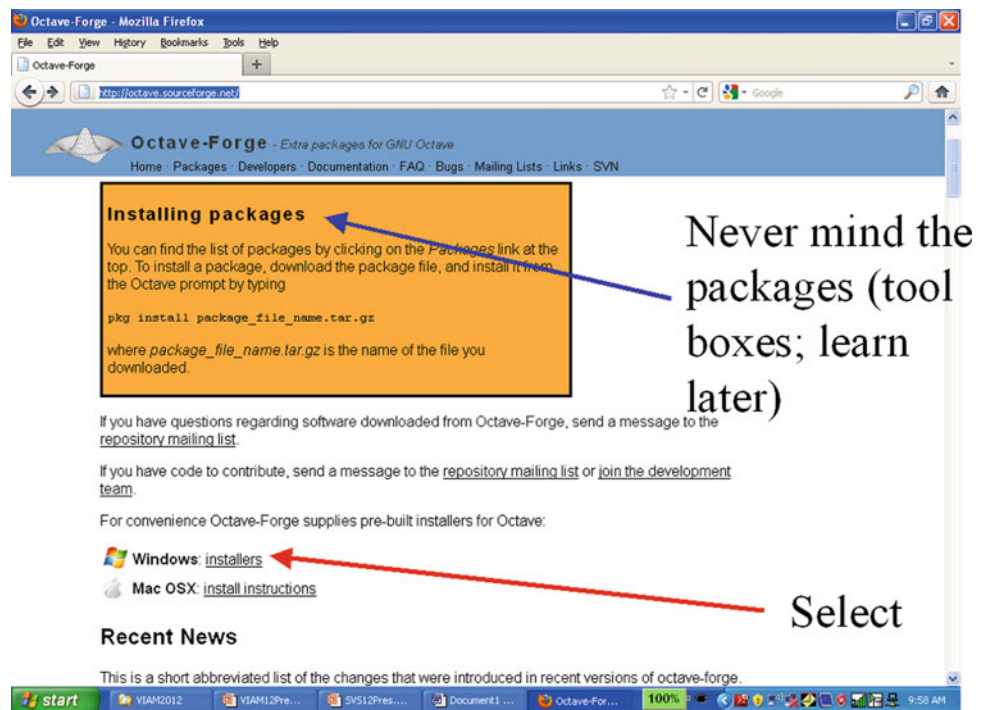 Octave-Forge - Mozilla Firefox
File Edit View History Bookmarks Tools Help
Octave-Forge +
http://octave.sourceforge.net/
Google
Octave-Forge - Extra packages for GNU Octave
Home · Packages · Developers · Documentation · FAQ · Bugs · Mailing Lists · Links · SVN
Installing packages
You can find the list of packages by clicking on the Packages link at the
top. To install a package, download the package file, and install it from
the Octave prompt by typing
pkg install package_file_name.tar.gz
where package_file_name.tar.gz is the name of the file you
downloaded.
Never mind the
packages (tool
boxes; learn
later)
If you have questions regarding software downloaded from Octave-Forge, send a message to the
repository mailing list.
If you have code to contribute, send a message to the repository mailing list or join the development
team.
For convenience Octave-Forge supplies pre-built installers for Octave:
Windows: installers
Mac OSX: install instructions
Select
Recent News
This is a short abbreviated list of the changes that were introduced in recent versions of octave-forge.
start VIAM2012 VIAM12Pre... SVS12Pres.... Document1 ... Octave-For... 100% 9:58 AM